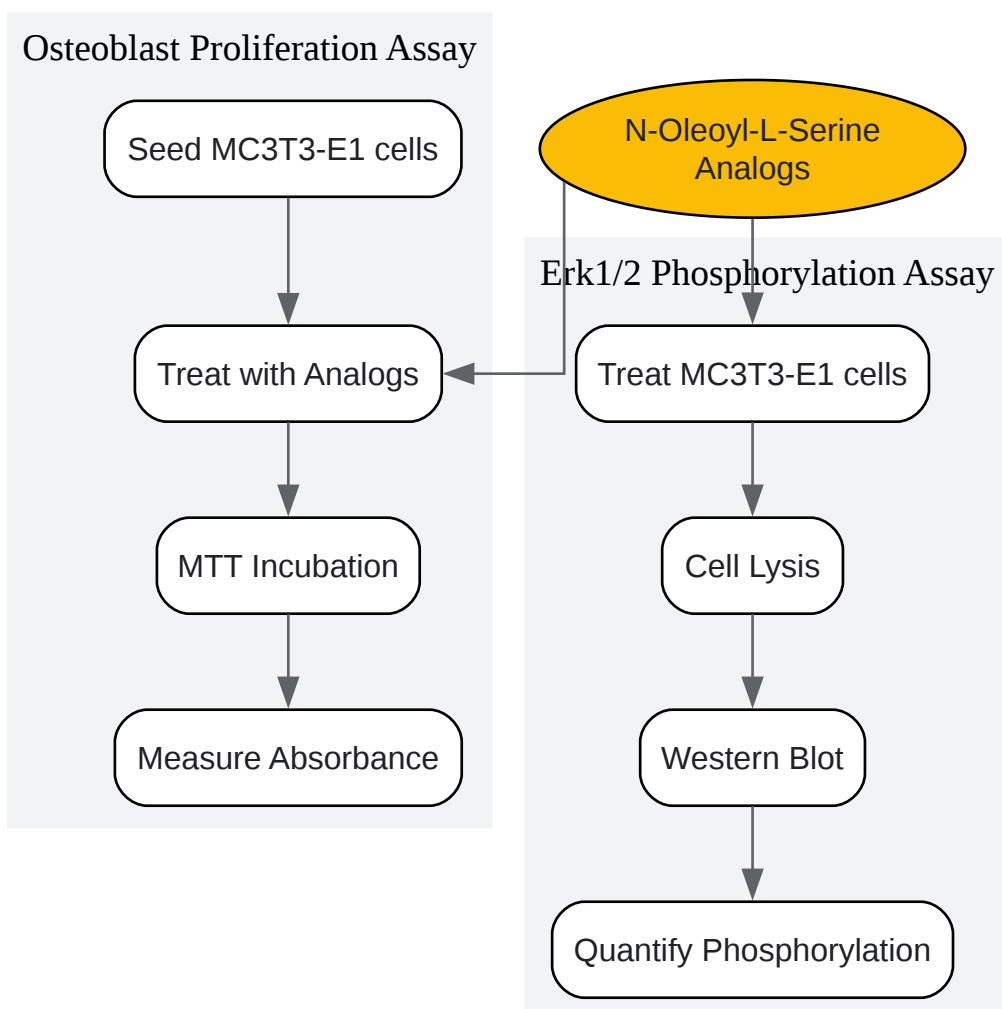 Osteoblast Proliferation Assay
Seed MC3T3-E1 cells
Treat with Analogs
MTT Incubation
Measure Absorbance
N-Oleoyl-L-Serine
Analogs
Erk1/2 Phosphorylation Assay
Treat MC3T3-E1 cells
Cell Lysis
Western Blot
Quantify Phosphorylation